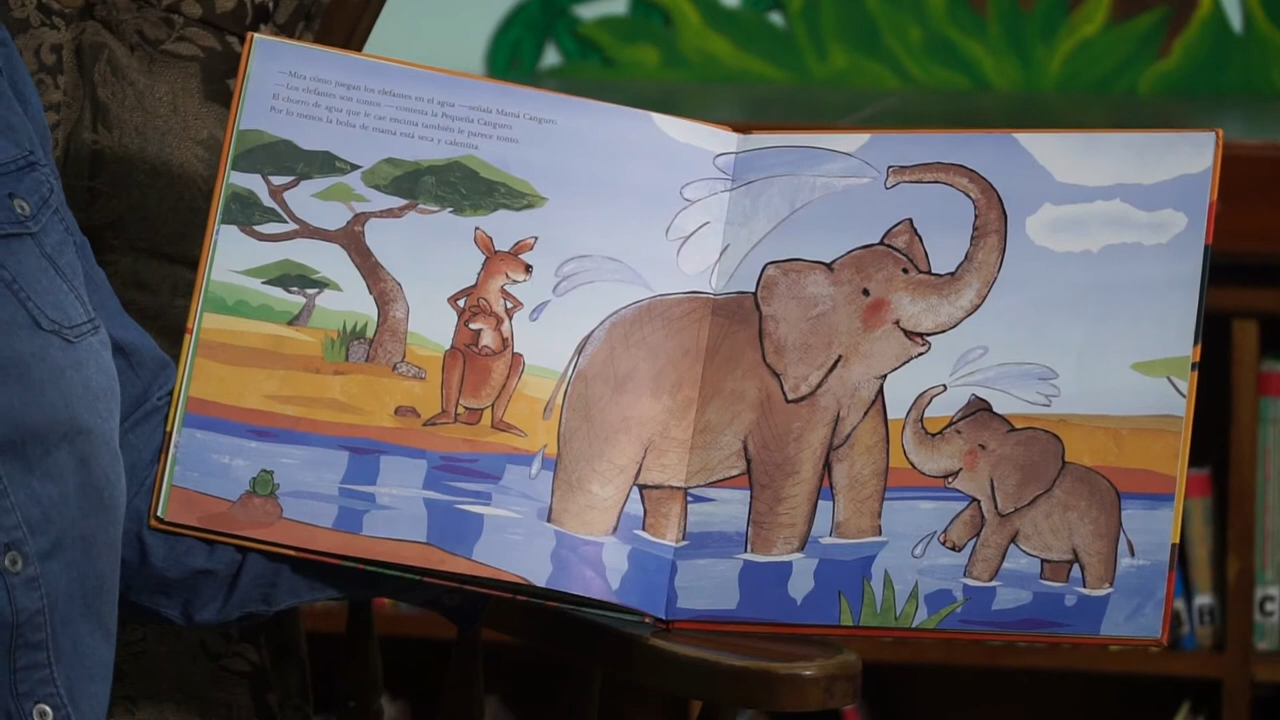 —Mira cómo juegan los elefantes en el agua —señala Mamá Canguro.
—Los elefantes son tontos —contesta la Pequeña Canguro.
El chorro de agua que le cae encima también le parece tonto.
Por lo menos la bolsa de mamá está seca y calentita.
B
C